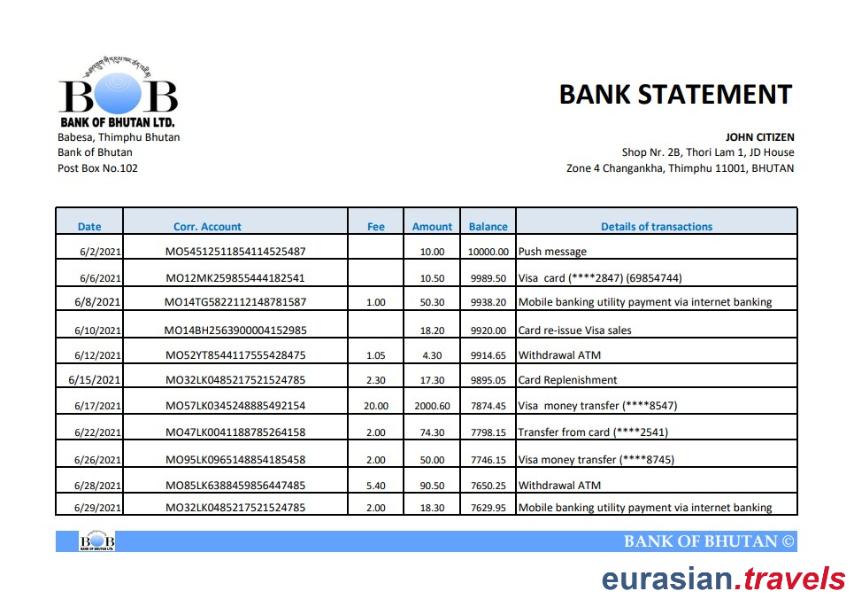 BOB
BANK OF BHUTAN LTD.
Babesa, Thimphu Bhutan
Bank of Bhutan
Post Box No.102
BANK STATEMENT
JOHN CITIZEN
Shop Nr. 2B, Thori Lam 1, JD House
Zone 4 Changankha, Thimphu 11001, BHUTAN
Date Corr. Account Fee Amount Balance Details of transactions
6/2/2021 MO54512511854114525487 10.00 10000.00 Push message
6/6/2021 MO12MK259855444182541 10.50 9989.50 Visa card (****2847) (69854744)
6/8/2021 MO14TG5822112148781587 1.00 50.30 9938.20 Mobile banking utility payment via internet banking
6/10/2021 MO14BH2563900004152985 18.20 9920.00 Card re-issue Visa sales
6/12/2021 MO52YT8544117555428475 1.05 4.30 9914.65 Withdrawal ATM
6/15/2021 MO32LK0485217521524785 2.30 17.30 9895.05 Card Replenishment
6/17/2021 MO57LK0345248885492154 20.00 2000.60 7874.45 Visa money transfer (****8547)
6/22/2021 MO47LK0041188785264158 2.00 74.30 7798.15 Transfer from card (****2541)
6/26/2021 MO95LK0965148854185458 2.00 50.00 7746.15 Visa money transfer (****8745)
6/28/2021 MO85LK6388459856447485 5.40 90.50 7650.25 Withdrawal ATM
6/29/2021 MO32LK0485217521524785 2.00 18.30 7629.95 Mobile banking utility payment via internet banking
BOB
BANK OF BHUTAN LTD.
BANK OF BHUTAN ©
eurasian.travels